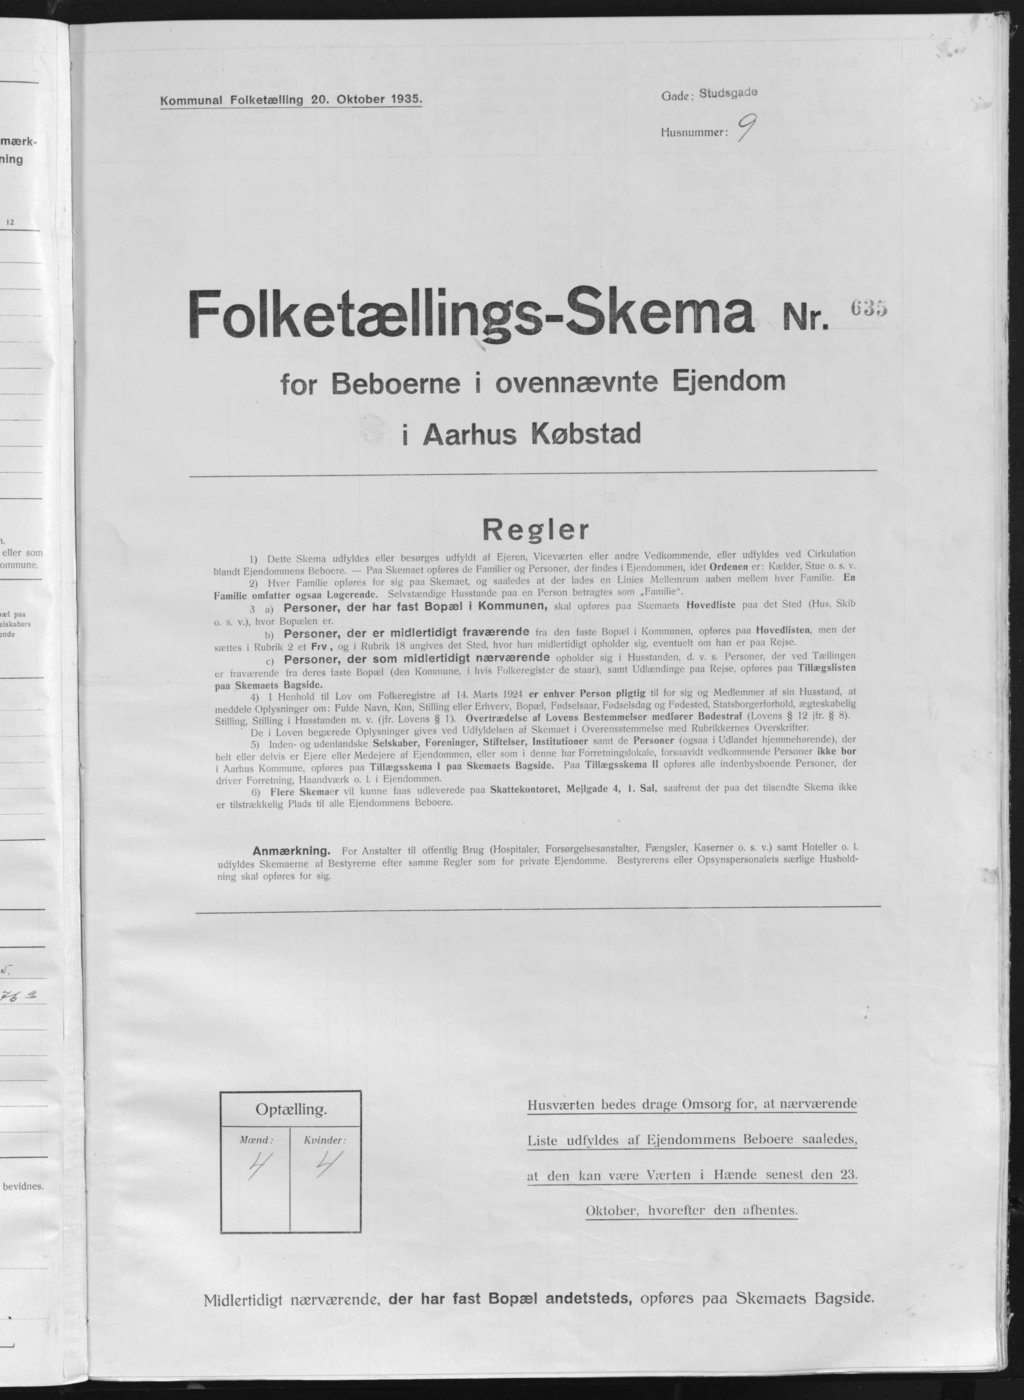 Kommunal Folketælling 20. Oktober 1935.
Gade: Studsgade
Husnummer: 9
mærk-
ning
12
Folketællings-Skema Nr. 635
for Beboerne i ovennævnte Ejendom
i Aarhus Købstad
Regler
1) Dette Skema udfyldes eller besørges udfyldt af Ejeren, Viceværten eller andre Vedkommende, eller udfyldes ved Cirkulation
blandt Ejendommens Beboere. — Paa Skemaet opføres de Familier og Personer, der findes i Ejendommen, idet Ordenen er: Kælder, Stue o. s. v.
2) Hver Familie opføres for sig paa Skemaet, og saaledes at der lades en Linies Mellemrum aaben mellem hver Familie. En
Familie omfatter ogsaa Logerende. Selvstændige Husstande paa en Person betragtes som „Familie".
3 a) Personer, der har fast Bopæl i Kommunen, skal opføres paa Skemaets Hovedliste paa det Sted (Hus, Skib
o. s. v.), hvor Bopælen er.
b) Personer, der er midlertidigt fraværende fra den faste Bopæl i Kommunen, opføres paa Hovedlisten, men der
sættes i Rubrik 2 et Frv., og i Rubrik 18 angives det Sted, hvor han midlertidigt opholder sig, eventuelt om han er paa Rejse.
c) Personer, der som midlertidigt nærværende opholder sig i Husstanden, d. v. s. Personer, der ved Tællingen
er fraværende fra deres faste Bopæl (den Kommune, i hvis Folkeregister de staar), samt Udlændinge paa Rejse, opføres paa Tillægslisten
paa Skemaets Bagside.
4) I Henhold til Lov om Folkeregistre af 14. Marts 1924 er enhver Person pligtig til for sig og Medlemmer af sin Husstand, at
meddele Oplysninger om: Fulde Navn, Køn, Stilling eller Erhverv, Bopæl, Fødselsaar, Fødselsdag og Fødested, Statsborgerforhold, ægteskabelig
Stilling, Stilling i Husstanden m. v. (jfr. Lovens § 1). Overtrædelse af Lovens Bestemmelser medfører Bødestraf (Lovens § 12 jfr. § 8).
De i Loven begærede Oplysninger gives ved Udfyldelsen af Skemaet i Overensstemmelse med Rubrikkernes Overskrifter.
5) Inden- og udenlandske Selskaber, Foreninger, Stiftelser, Institutioner samt de Personer (ogsaa i Udlandet hjemmehørende), der
helt eller delvis er Ejere eller Medejere af Ejendommen, eller som i denne har Forretningslokale, forsaavidt vedkommende Personer ikke bor
i Aarhus Kommune, opføres paa Tillægsskema I paa Skemaets Bagside. Paa Tillægsskema II opføres alle indenbysboende Personer, der
driver Forretning, Haandværk o. l. i Ejendommen.
6) Flere Skemaer vil kunne faas udleverede paa Skattekontoret, Mejlgade 4, 1. Sal, saafremt der paa det tilsendte Skema ikke
er tilstrækkelig Plads til alle Ejendommens Beboere.
Anmærkning. For Anstalter til offentlig Brug (Hospitaler, Forsørgelsesanstalter, Fængsler, Kaserner o. s. v.) samt Hoteller o. l.
udfyldes Skemaerne af Bestyrerne efter samme Regler som for private Ejendomme. Bestyrerens eller Opsynspersonalets særlige Hushold-
ning skal opføres for sig.
eller som
ommune.
æl paa
elskabers
ende
76 a
bevidnes.
Optælling.
Mænd: Kvinder:
4 4
Husværten bedes drage Omsorg for, at nærværende
Liste udfyldes af Ejendommens Beboere saaledes,
at den kan være Værten i Hænde senest den 23.
Oktober, hvorefter den afhentes.
Midlertidigt nærværende, der har fast Bopæl andetsteds, opføres paa Skemaets Bagside.